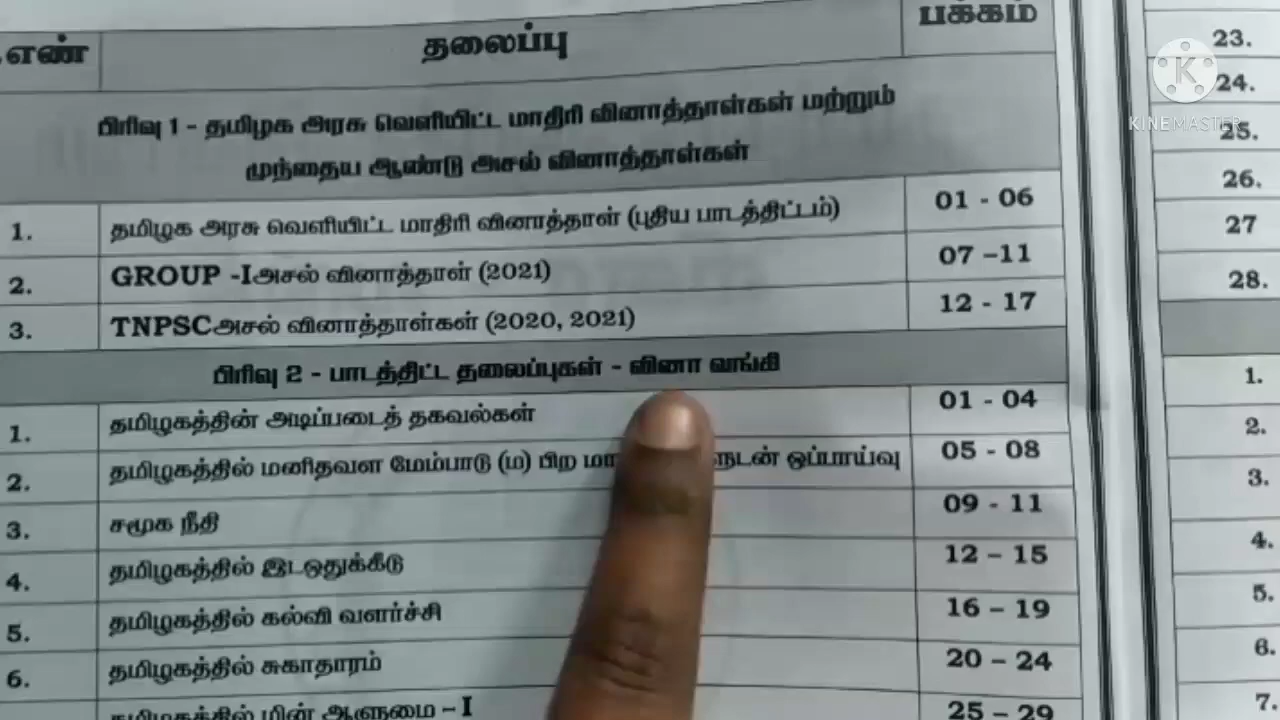 எண் தலைப்பு பக்கம்
பிரிவு 1 - தமிழக அரசு வெளியிட்ட மாதிரி வினாத்தாள்கள் மற்றும்
முந்தைய ஆண்டு அசல் வினாத்தாள்கள்
1. தமிழக அரசு வெளியிட்ட மாதிரி வினாத்தாள் (புதிய பாடத்திட்டம்) 01 - 06
2. GROUP -Iஅசல் வினாத்தாள் (2021) 07 –11
3. TNPSCஅசல் வினாத்தாள்கள் (2020, 2021) 12 - 17
பிரிவு 2 - பாடத்திட்ட தலைப்புகள் - வினா வங்கி
1. தமிழகத்தின் அடிப்படைத் தகவல்கள் 01 - 04
2. தமிழகத்தில் மனிதவள மேம்பாடு (ம) பிற ஒப்பாய்வு 05 - 08
3. சமூக நீதி 09 - 11
4. தமிழகத்தில் இடஒதுக்கீடு 12 – 15
5. தமிழகத்தில் கல்வி வளர்ச்சி 16 – 19
6. தமிழகத்தில் சுகாதாரம் 20 – 24
தமிழகத்தில் மின் ஆளுமை – I 25 – 29
23.
24.
25.
26.
27
28.
1.
2.
3.
4.
5.
6.
7.
K
KINEMASTER